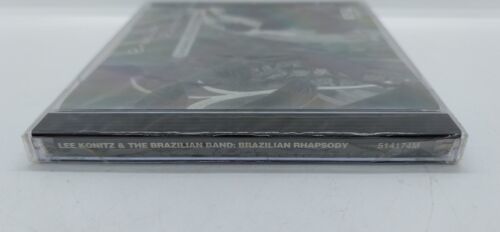 LEE KONITZ & THE BRAZILIAN BAND: BRAZILIAN RHAPSODY 514174M